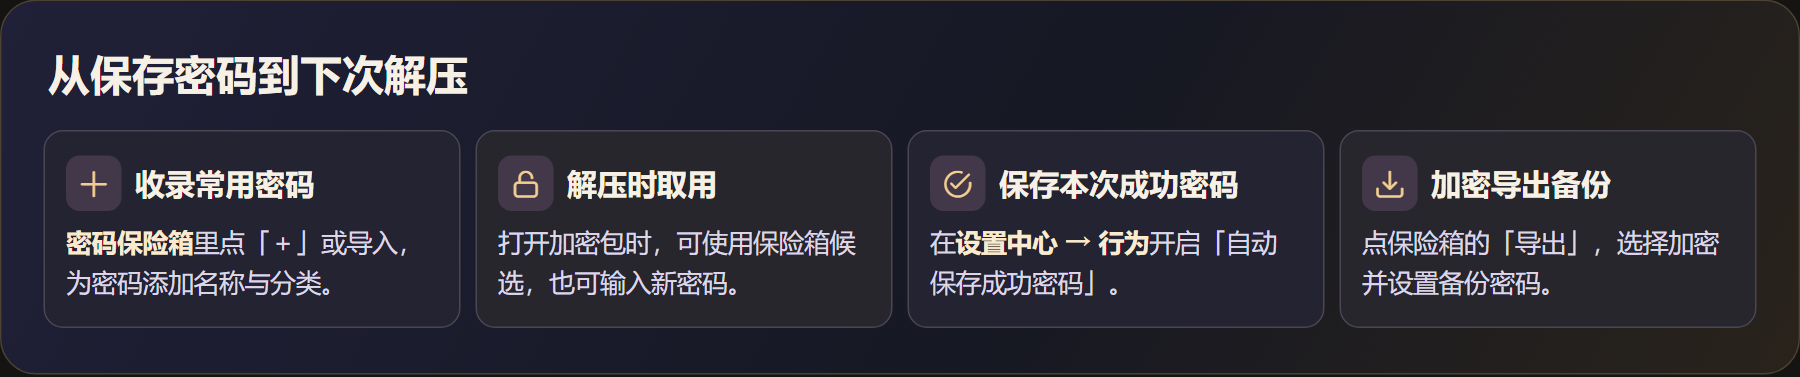 从保存密码到下次解压
收录常用密码
密码保险箱里点「+」或导入，
为密码添加名称与分类。
解压时取用
打开加密包时，可使用保险箱候
选，也可输入新密码。
保存本次成功密码
在设置中心 → 行为开启「自动
保存成功密码」。
加密导出备份
点保险箱的「导出」，选择加密
并设置备份密码。